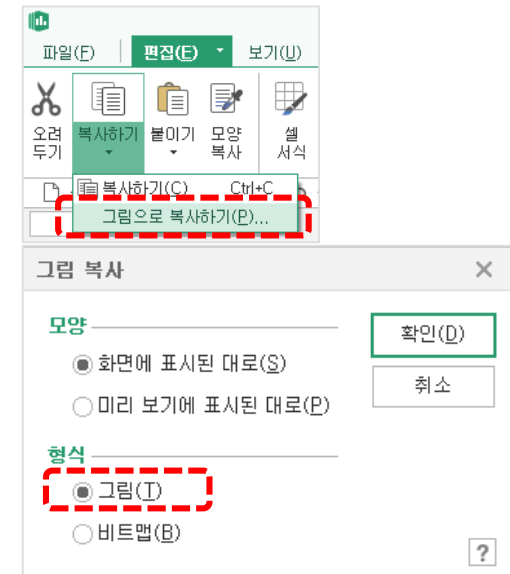 파일(F) 편집(E) 보기(U)
오려 두기 복사하기 붙이기 모양 복사 셀 서식
복사하기(C) Ctrl+C
그림으로 복사하기(P)...
그림 복사
모양
확인(D)
화면에 표시된 대로(S)
취소
미리 보기에 표시된 대로(P)
형식
그림(T)
비트맵(B)
?